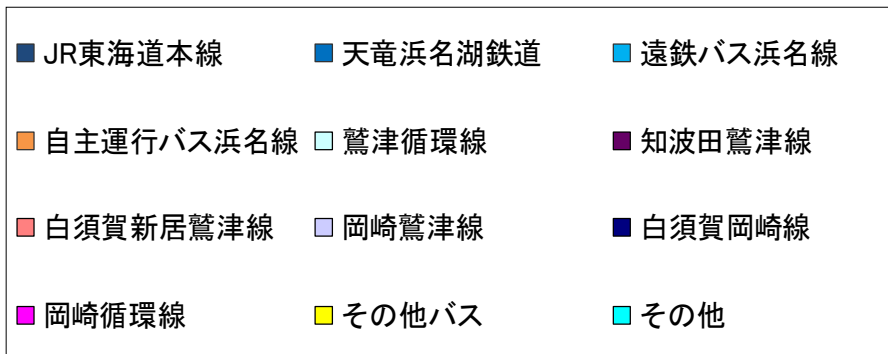 JR東海道本線 天竜浜名湖鉄道 遠鉄バス浜名線
自主運行バス浜名線 鷲津循環線 知波田鷲津線
白須賀新居鷲津線 岡崎鷲津線 白須賀岡崎線
岡崎循環線 その他バス その他